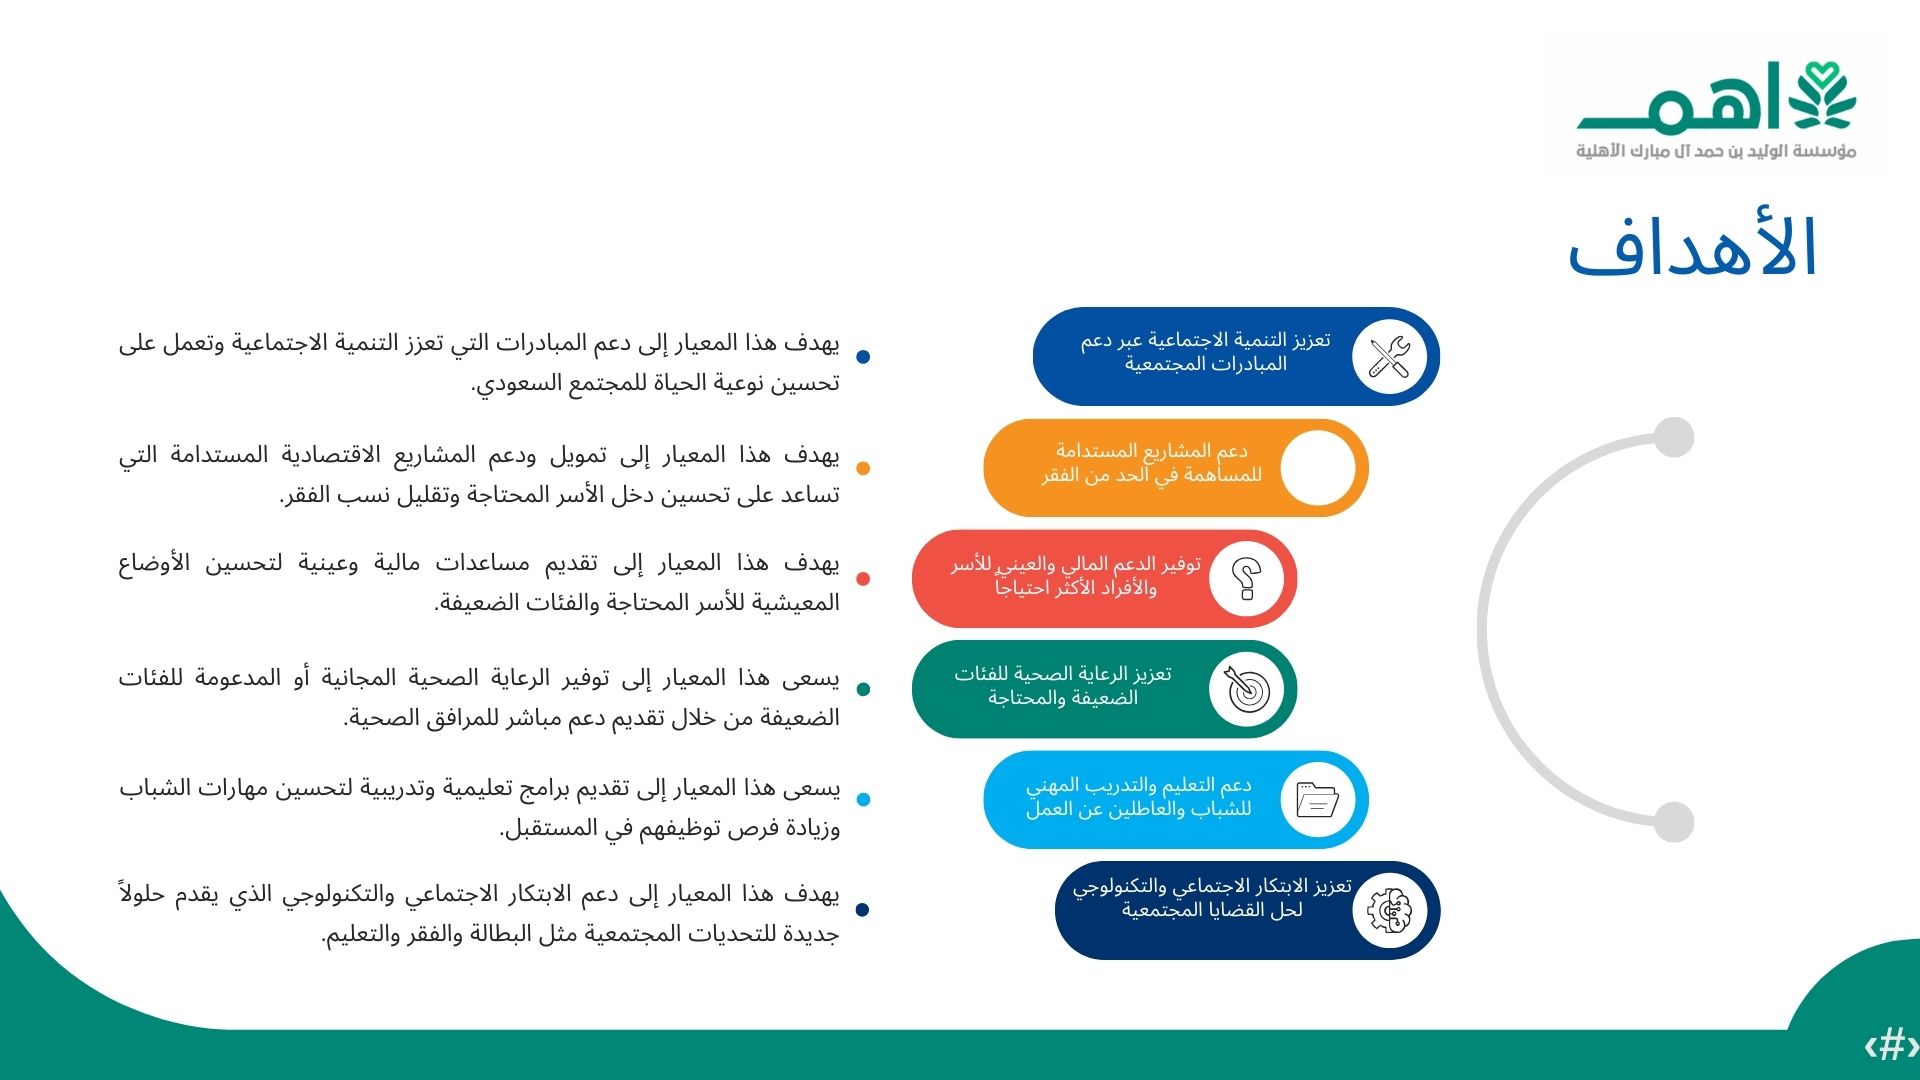 اهم
مؤسسة الوليد بن حمد آل مبارك الأهلية
الأهداف
تعزيز التنمية الاجتماعية عبر دعم
المبادرات المجتمعية
يهدف هذا المعيار إلى دعم المبادرات التي تعزز التنمية الاجتماعية وتعمل على
تحسين نوعية الحياة للمجتمع السعودي.
دعم المشاريع المستدامة
للمساهمة في الحد من الفقر
يهدف هذا المعيار إلى تمويل ودعم المشاريع الاقتصادية المستدامة التي
تساعد على تحسين دخل الأسر المحتاجة وتقليل نسب الفقر.
توفير الدعم المالي والعيني للأسر
والأفراد الأكثر احتياجاً
يهدف هذا المعيار إلى تقديم مساعدات مالية وعينية لتحسين الأوضاع
المعيشية للأسر المحتاجة والفئات الضعيفة.
تعزيز الرعاية الصحية للفئات
الضعيفة والمحتاجة
يسعى هذا المعيار إلى توفير الرعاية الصحية المجانية أو المدعومة للفئات
الضعيفة من خلال تقديم دعم مباشر للمرافق الصحية.
دعم التعليم والتدريب المهني
للشباب والعاطلين عن العمل
يسعى هذا المعيار إلى تقديم برامج تعليمية وتدريبية لتحسين مهارات الشباب
وزيادة فرص توظيفهم في المستقبل.
تعزيز الابتكار الاجتماعي والتكنولوجي
لحل القضايا المجتمعية
يهدف هذا المعيار إلى دعم الابتكار الاجتماعي والتكنولوجي الذي يقدم حلولاً
جديدة للتحديات المجتمعية مثل البطالة والفقر والتعليم.
‹#›